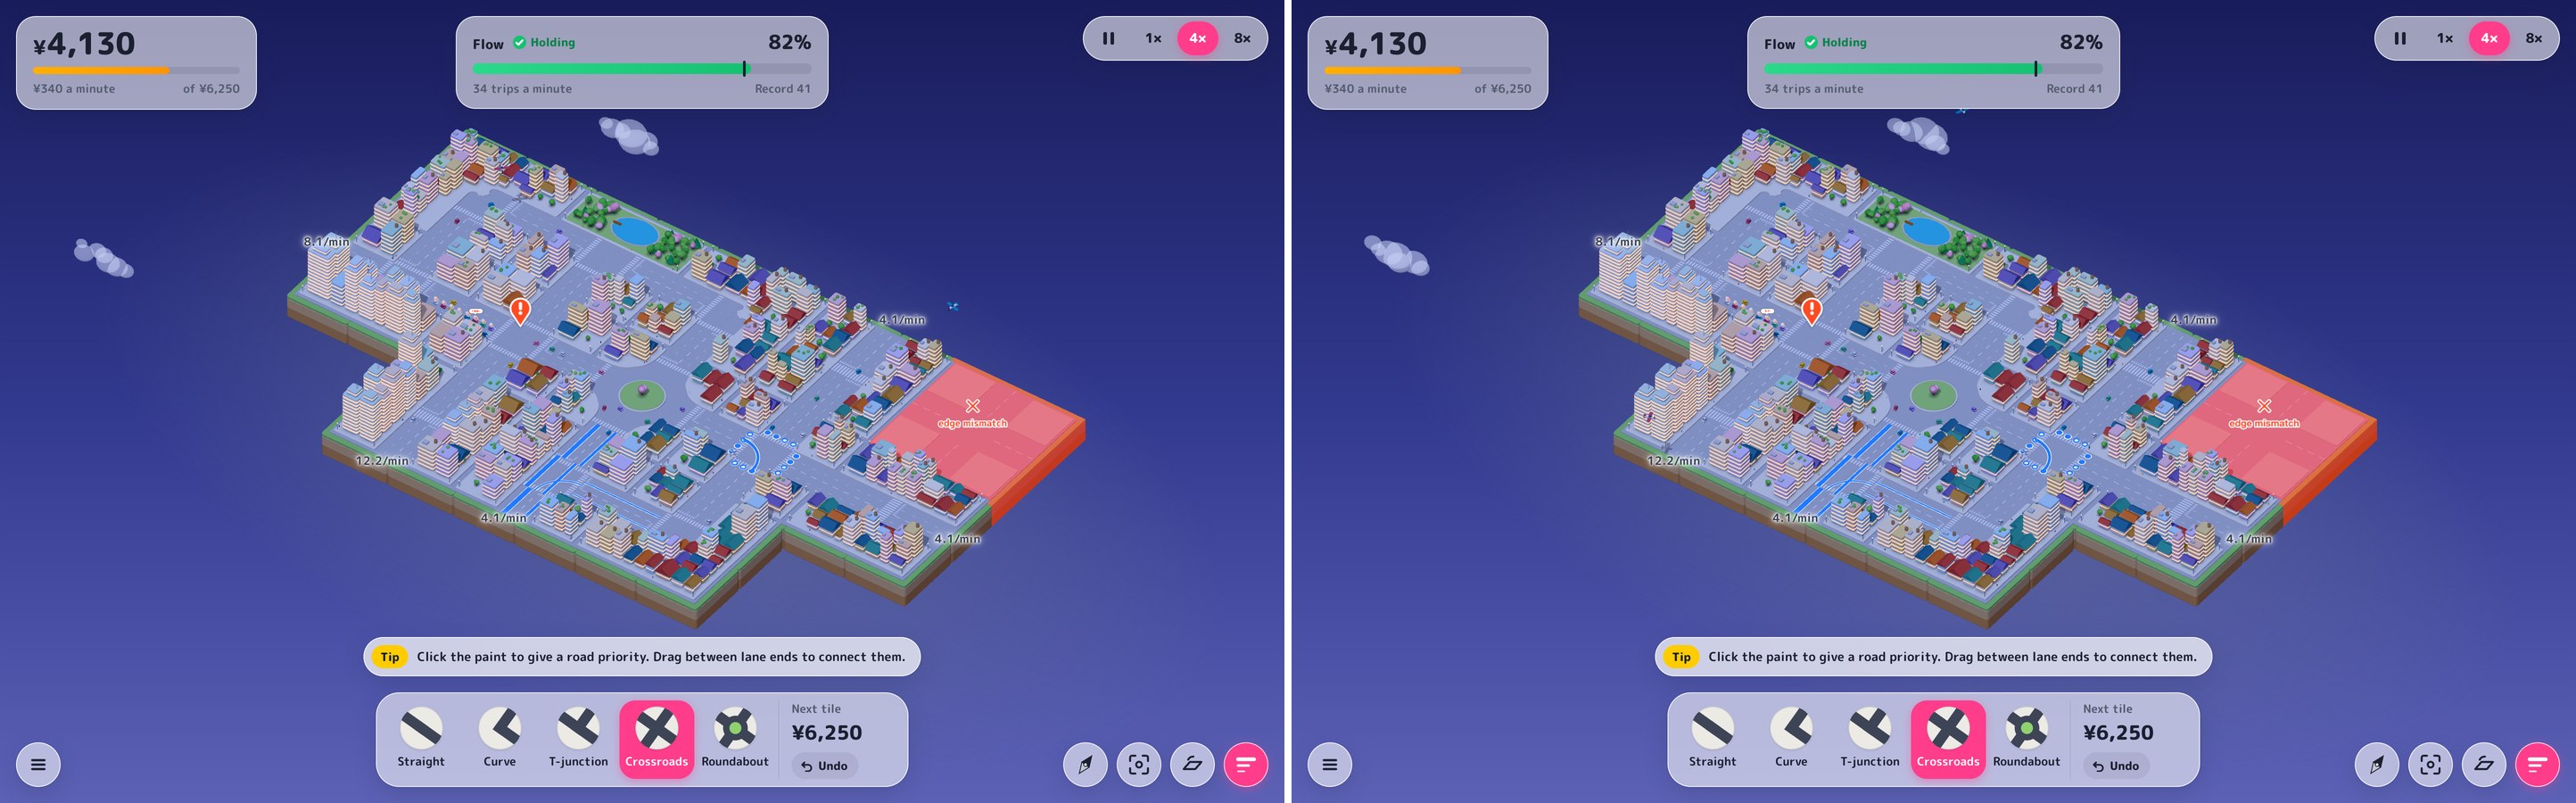 ¥4,130
¥340 a minute of ¥6,250
Flow Holding 82%
34 trips a minute Record 41
1× 4× 8×
8.1/min
4.1/min
edge mismatch
12.2/min
4.1/min
4.1/min
Tip Click the paint to give a road priority. Drag between lane ends to connect them.
Straight Curve T-junction Crossroads Roundabout
Next tile
¥6,250
Undo
¥4,130
¥340 a minute of ¥6,250
Flow Holding 82%
34 trips a minute Record 41
1× 4× 8×
8.1/min
4.1/min
edge mismatch
12.2/min
4.1/min
4.1/min
Tip Click the paint to give a road priority. Drag between lane ends to connect them.
Straight Curve T-junction Crossroads Roundabout
Next tile
¥6,250
Undo